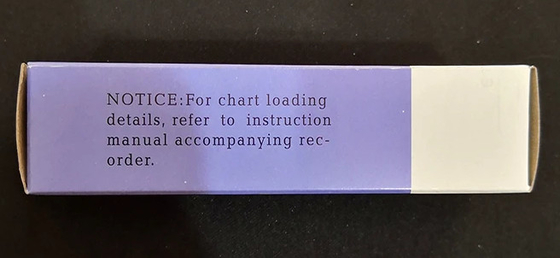 NOTICE:For chart loading
details, refer to instruction
manual accompanying rec-
order.